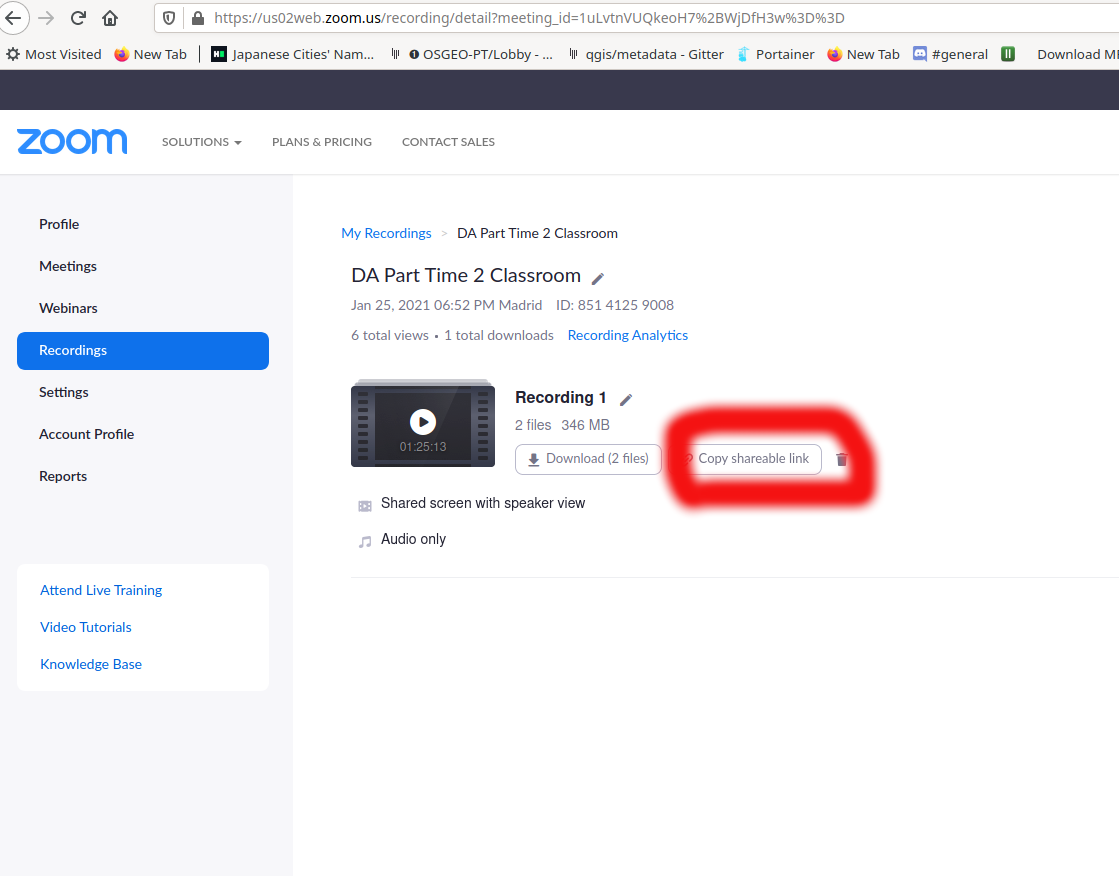 https://us02web.zoom.us/recording/detail?meeting_id=1uLvtnVUQkeoH7%2BWjDfH3w%3D%3D
Most Visited New Tab Japanese Cities' Nam... OSGEO-PT/Lobby - ... qgis/metadata - Gitter Portainer New Tab #general Download
zoom SOLUTIONS PLANS & PRICING CONTACT SALES
Profile
Meetings
Webinars
Recordings
Settings
Account Profile
Reports
Attend Live Training
Video Tutorials
Knowledge Base
My Recordings > DA Part Time 2 Classroom
DA Part Time 2 Classroom
Jan 25, 2021 06:52 PM Madrid ID: 851 4125 9008
6 total views • 1 total downloads Recording Analytics
01:25:13
Recording 1
2 files 346 MB
Download (2 files) Copy shareable link
Shared screen with speaker view
Audio only